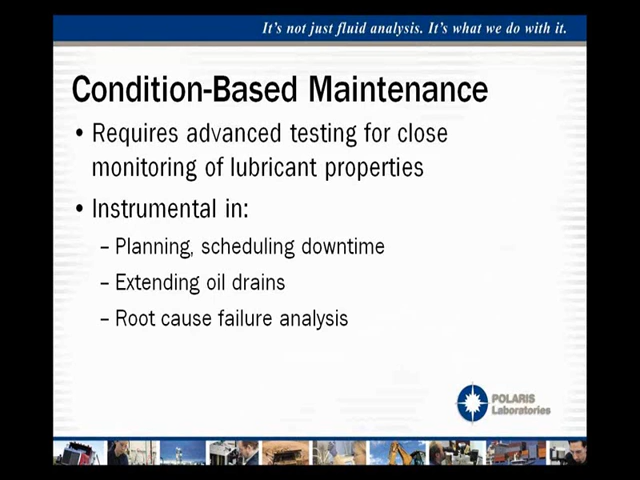 It's not just fluid analysis. It's what we do with it.
Condition-Based Maintenance
• Requires advanced testing for close
monitoring of lubricant properties
• Instrumental in:
– Planning, scheduling downtime
– Extending oil drains
– Root cause failure analysis
POLARIS
Laboratories